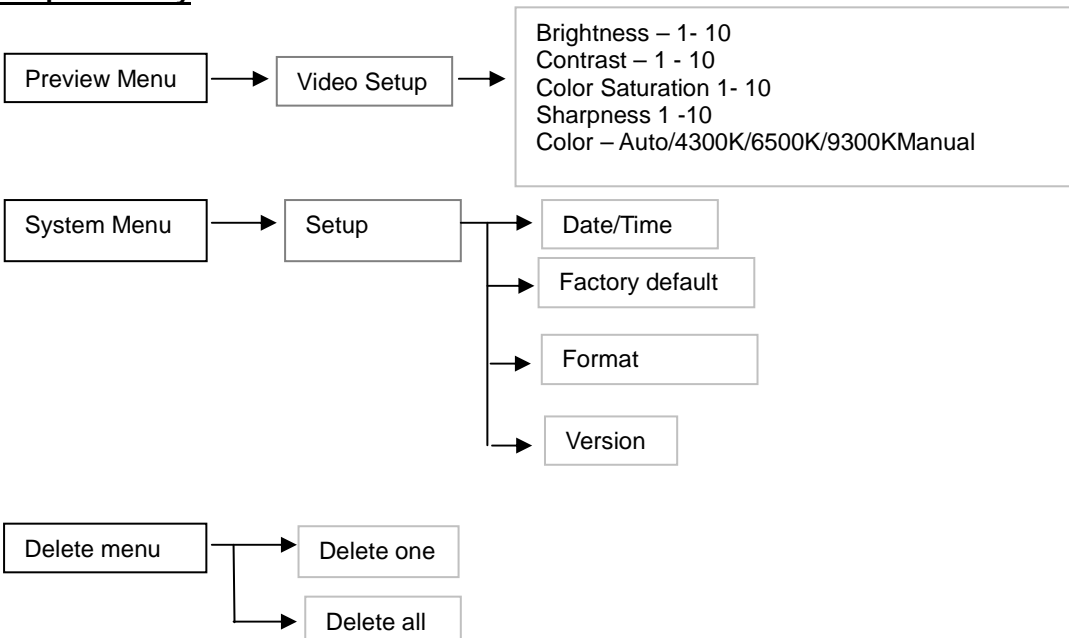 Preview Menu
Video Setup
Brightness – 1- 10
Contrast – 1 - 10
Color Saturation 1- 10
Sharpness 1 -10
Color – Auto/4300K/6500K/9300KManual
System Menu
Setup
Date/Time
Factory default
Format
Version
Delete menu
Delete one
Delete all